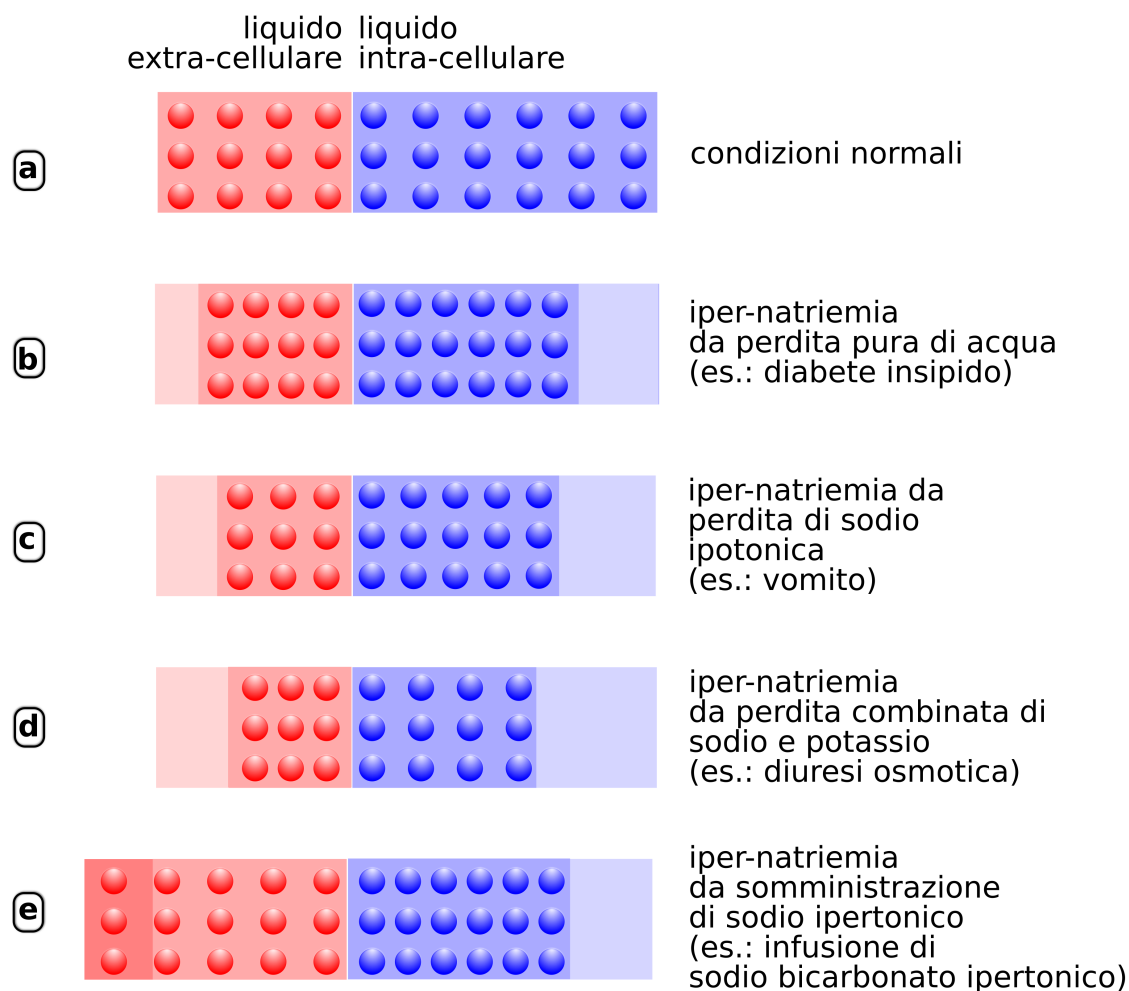 liquido
extra-cellulare
liquido
intra-cellulare
a
condizioni normali
b
iper-natriemia
da perdita pura di acqua
(es.: diabete insipido)
c
iper-natriemia da
perdita di sodio
ipotonica
(es.: vomito)
d
iper-natriemia
da perdita combinata di
sodio e potassio
(es.: diuresi osmotica)
e
iper-natriemia
da somministrazione
di sodio ipertonico
(es.: infusione di
sodio bicarbonato ipertonico)